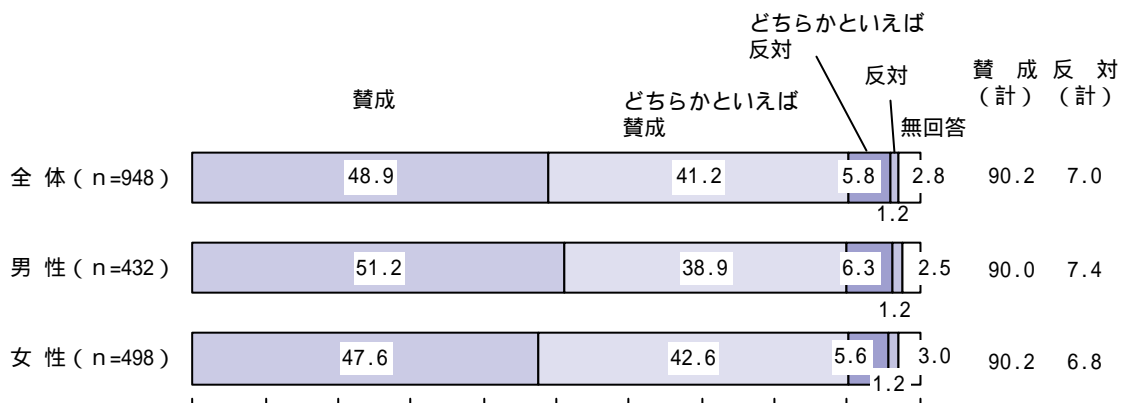 どちらかといえば
反対
反対
賛 成 反 対
(計) (計)
賛成
どちらかといえば
賛成
無回答
全 体 ( n=948) 48.9 41.2 5.8 2.8 90.2 7.0
1.2
男 性 ( n=432) 51.2 38.9 6.3 2.5 90.0 7.4
1.2
女 性 ( n=498) 47.6 42.6 5.6 3.0 90.2 6.8
1.2